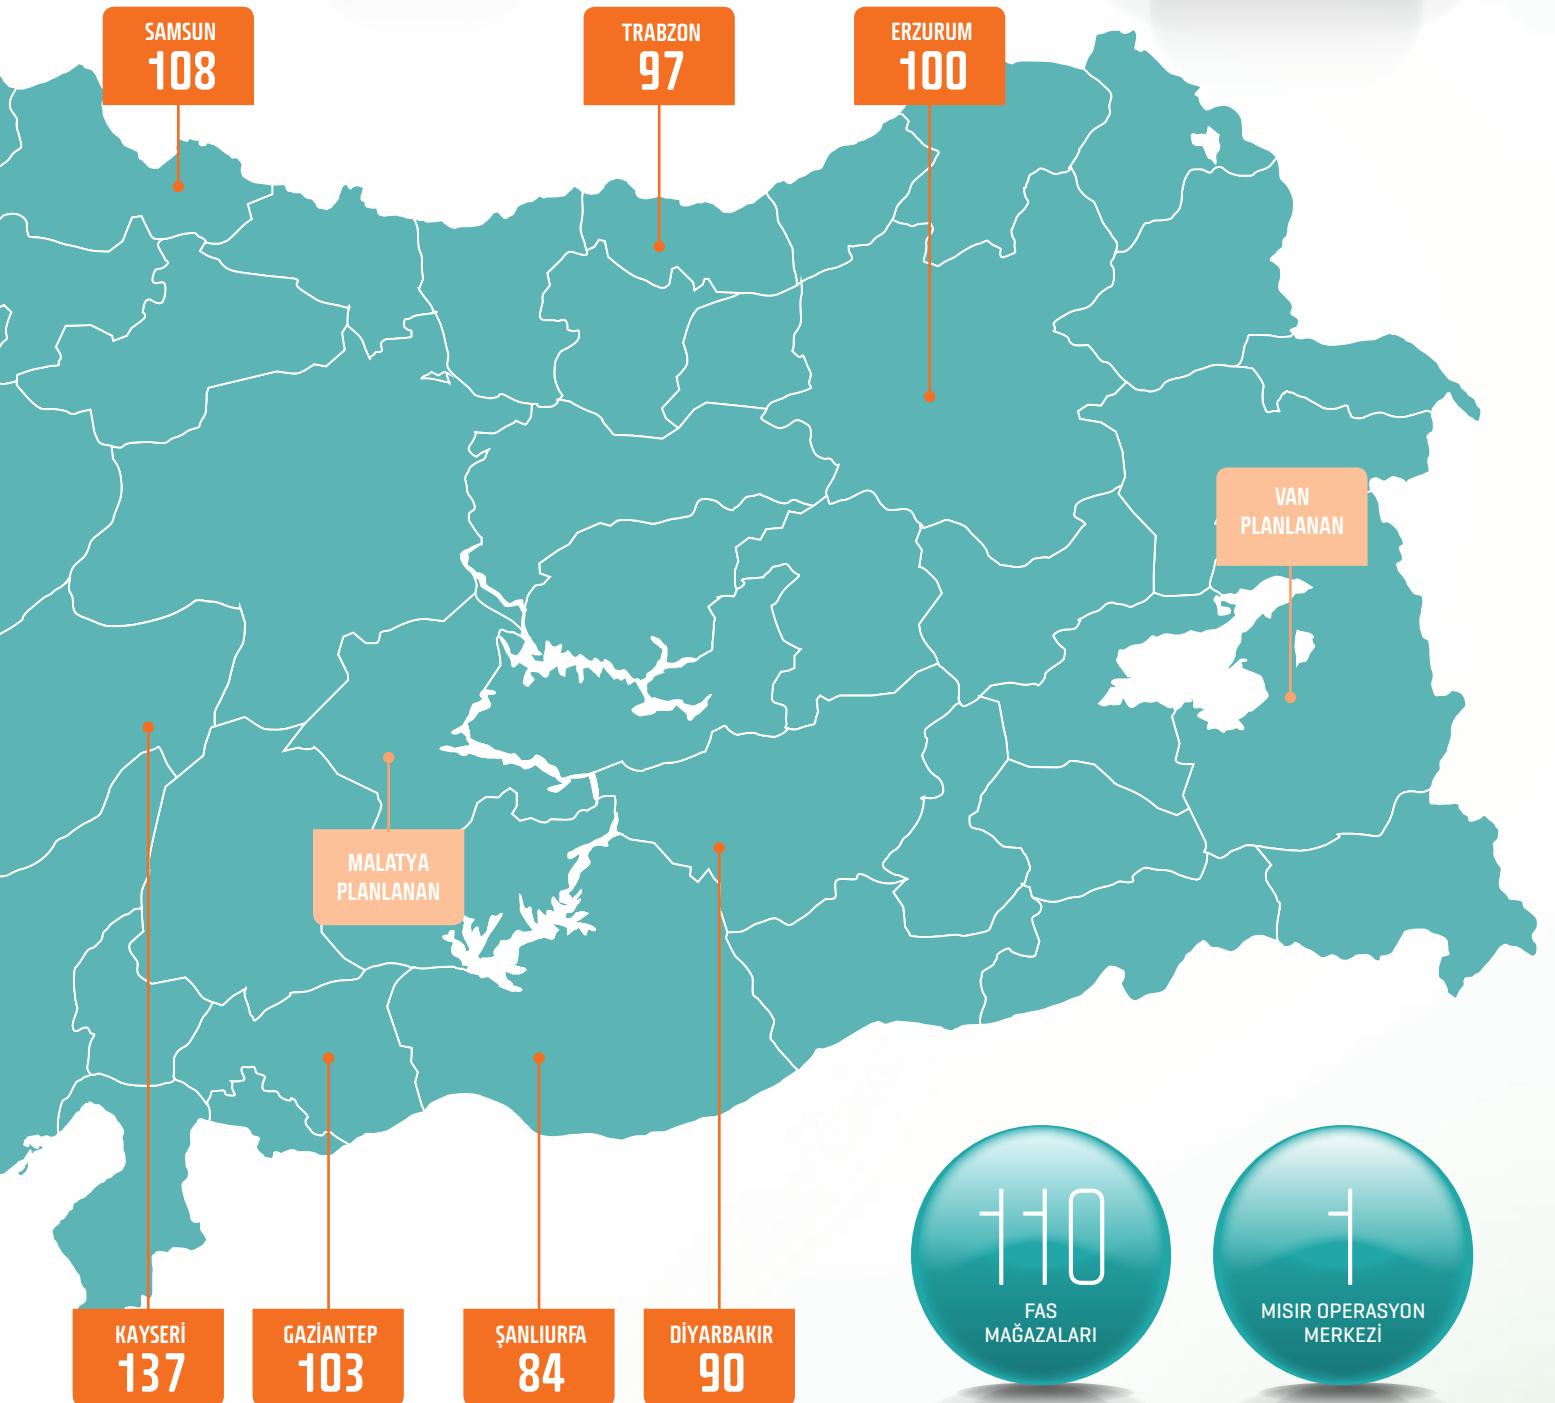 SAMSUN
108
TRABZON
97
ERZURUM
100
VAN
PLANLANAN
MALATYA
PLANLANAN
KAYSERİ
137
GAZİANTEP
103
ŞANLIURFA
84
DİYARBAKIR
90
110
FAS
MAĞAZALARI
1
MISIR OPERASYON
MERKEZİ